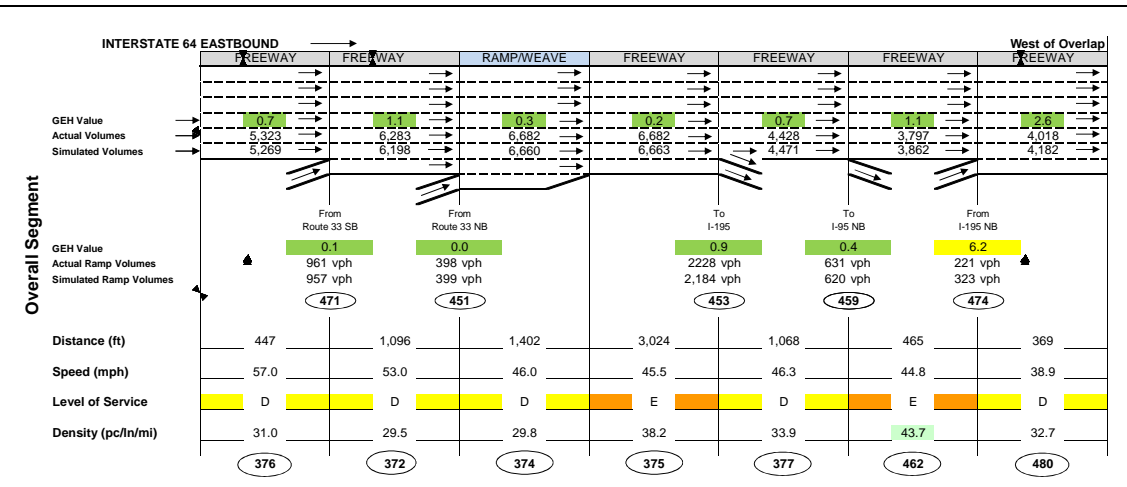 INTERSTATE 64 EASTBOUND West of Overlap
FREEWAY FREEWAY RAMP/WEAVE FREEWAY FREEWAY FREEWAY FREEWAY
GEH Value 0.7 1.1 0.3 0.2 0.7 1.1 2.6
Actual Volumes 5,323 6,283 6,682 6,682 4,428 3,797 4,018
Simulated Volumes 5,269 6,198 6,660 6,663 4,471 3,862 4,182
Overall Segment
From From To To From
Route 33 SB Route 33 NB I-195 I-95 NB I-195 NB
GEH Value 0.1 0.0 0.9 0.4 6.2
Actual Ramp Volumes 961 vph 398 vph 2228 vph 631 vph 221 vph
Simulated Ramp Volumes 957 vph 399 vph 2,184 vph 620 vph 323 vph
471 451 453 459 474
Distance (ft) 447 1,096 1,402 3,024 1,068 465 369
Speed (mph) 57.0 53.0 46.0 45.5 46.3 44.8 38.9
Level of Service D D D E D E D
Density (pc/ln/mi) 31.0 29.5 29.8 38.2 33.9 43.7 32.7
376 372 374 375 377 462 480